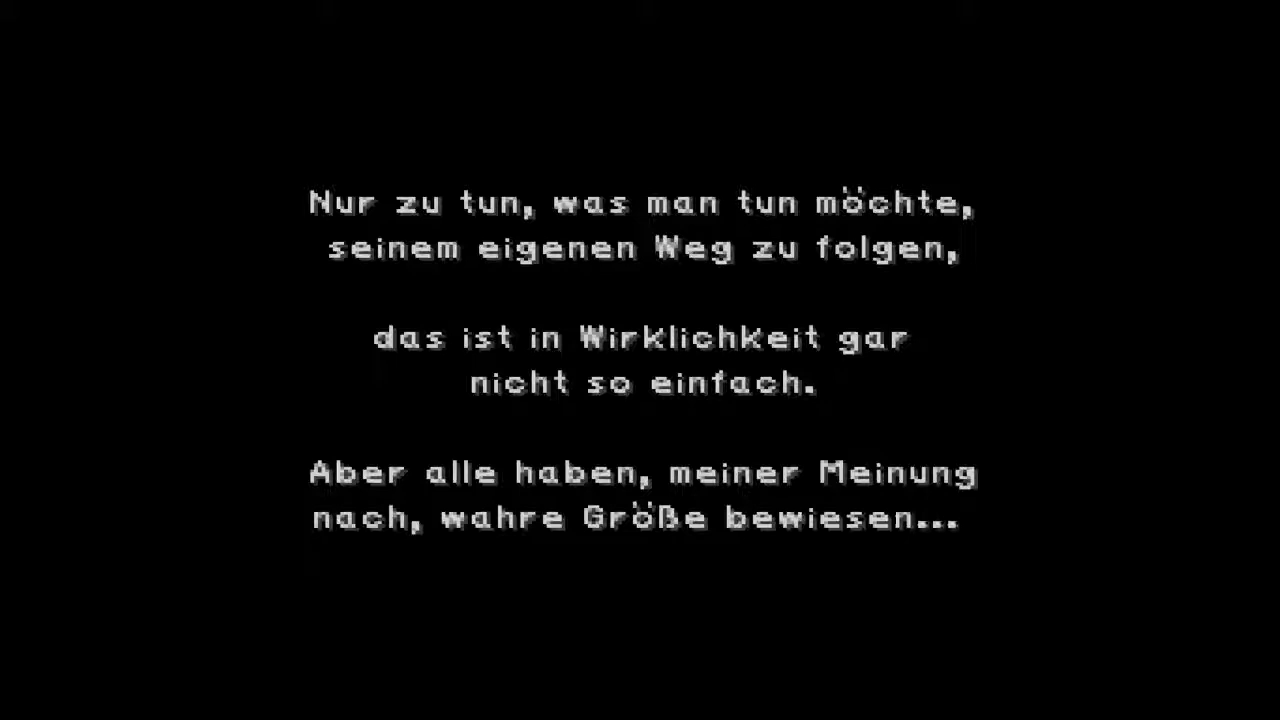 Nur zu tun, was man tun möchte,
seinem eigenen Weg zu folgen,
das ist in Wirklichkeit gar
nicht so einfach.
Aber alle haben, meiner Meinung
nach, wahre Größe bewiesen...